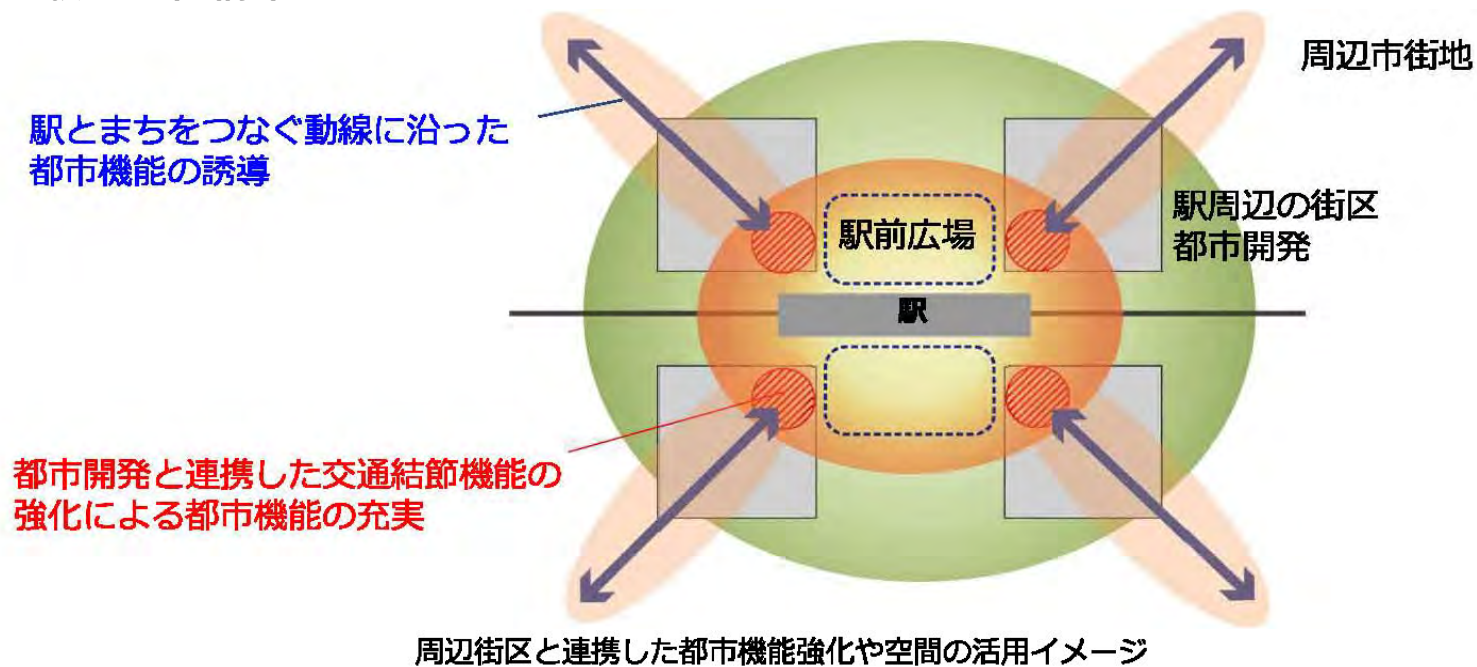 周辺市街地
駅とまちをつなぐ動線に沿った
都市機能の誘導
駅周辺の街区
都市開発
駅前広場
駅
都市開発と連携した交通結節機能の
強化による都市機能の充実
周辺街区と連携した都市機能強化や空間の活用イメージ